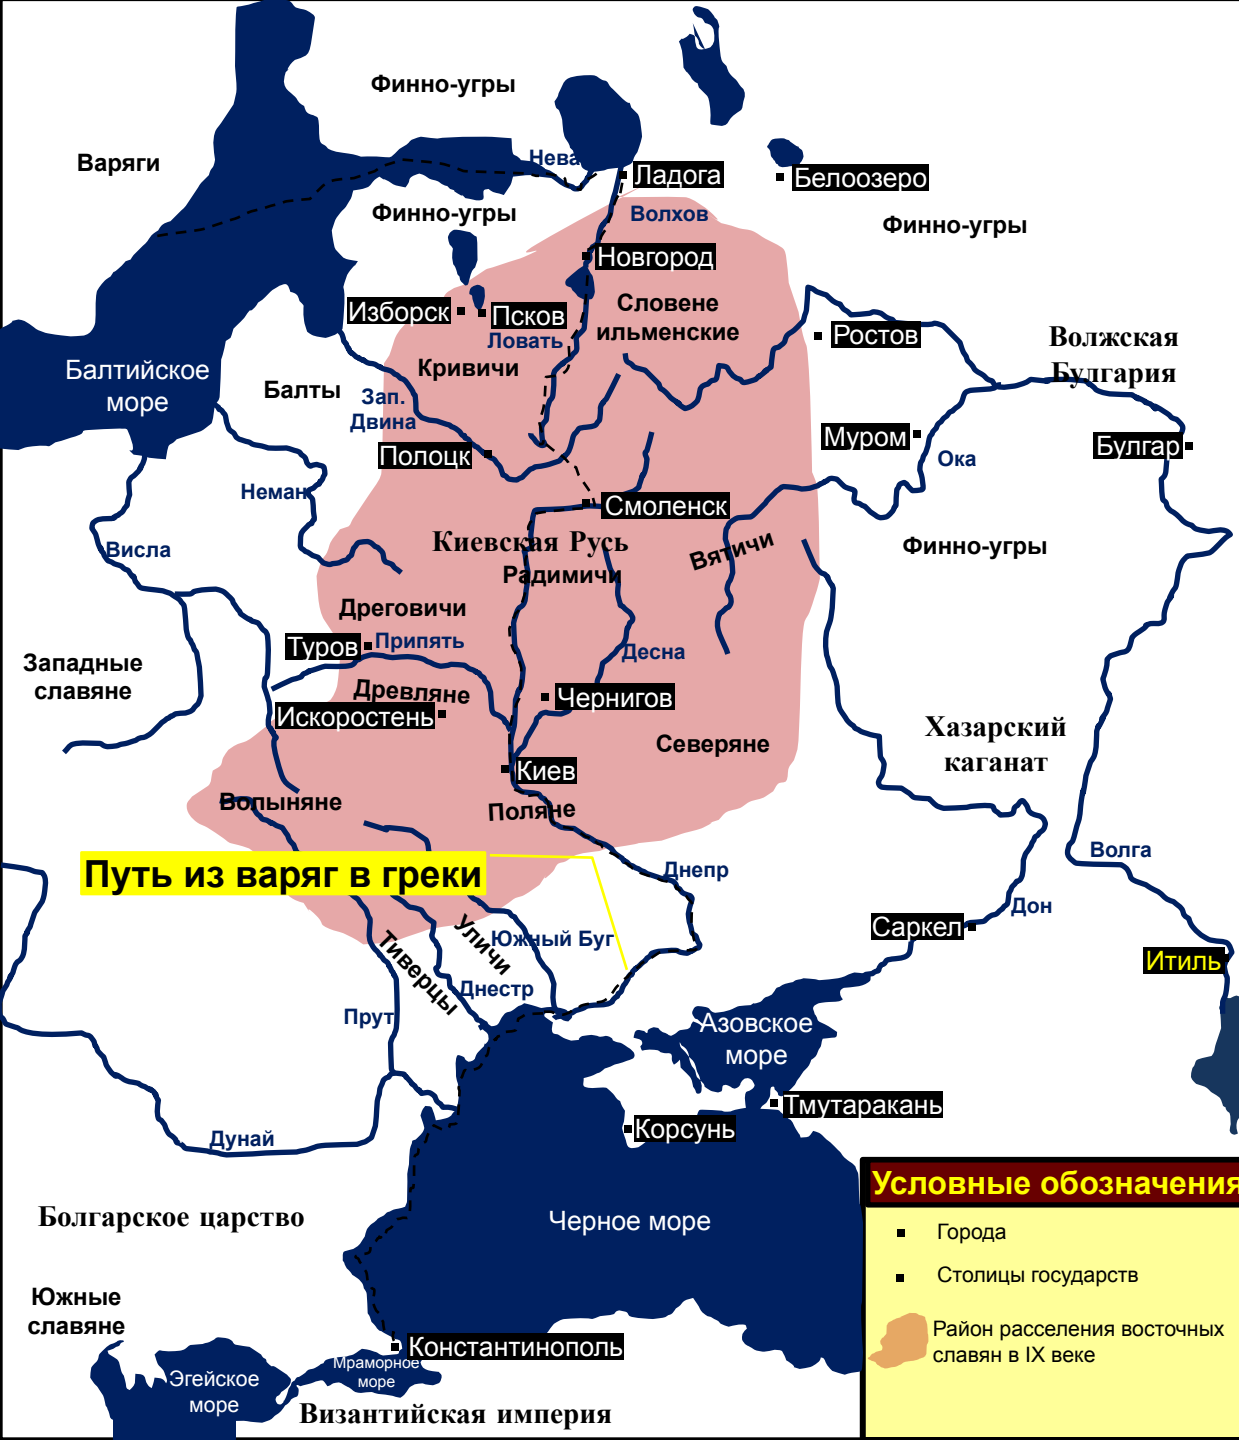 Финно-угры
Варяги
Нева
Ладога
Белоозеро
Финно-угры
Волхов
Финно-угры
Новгород
Словене
ильменские
Изборск
Псков
Ловать
Ростов
Волжская
Булгария
Балтийское
море
Балты
Кривичи
Зап.
Двина
Полоцк
Муром
Ока
Булгар
Неман
Смоленск
Висла
Киевская Русь
Радимичи
Вятичи
Финно-угры
Дреговичи
Туров
Припять
Десна
Западные
славяне
Древляне
Искоростень
Чернигов
Северяне
Хазарский
каганат
Киев
Волыняне
Поляне
Путь из варяг в греки
Днепр
Волга
Дон
Саркел
Итиль
Уличи
Южный Буг
Тиверцы
Днестр
Прут
Азовское
море
Тмутаракань
Корсунь
Дунай
Болгарское царство
Черное море
Южные
славяне
Константинополь
Мраморное
море
Эгейское
море
Византийская империя
Условные обозначения
Города
Столицы государств
Район расселения восточных
славян в IX веке